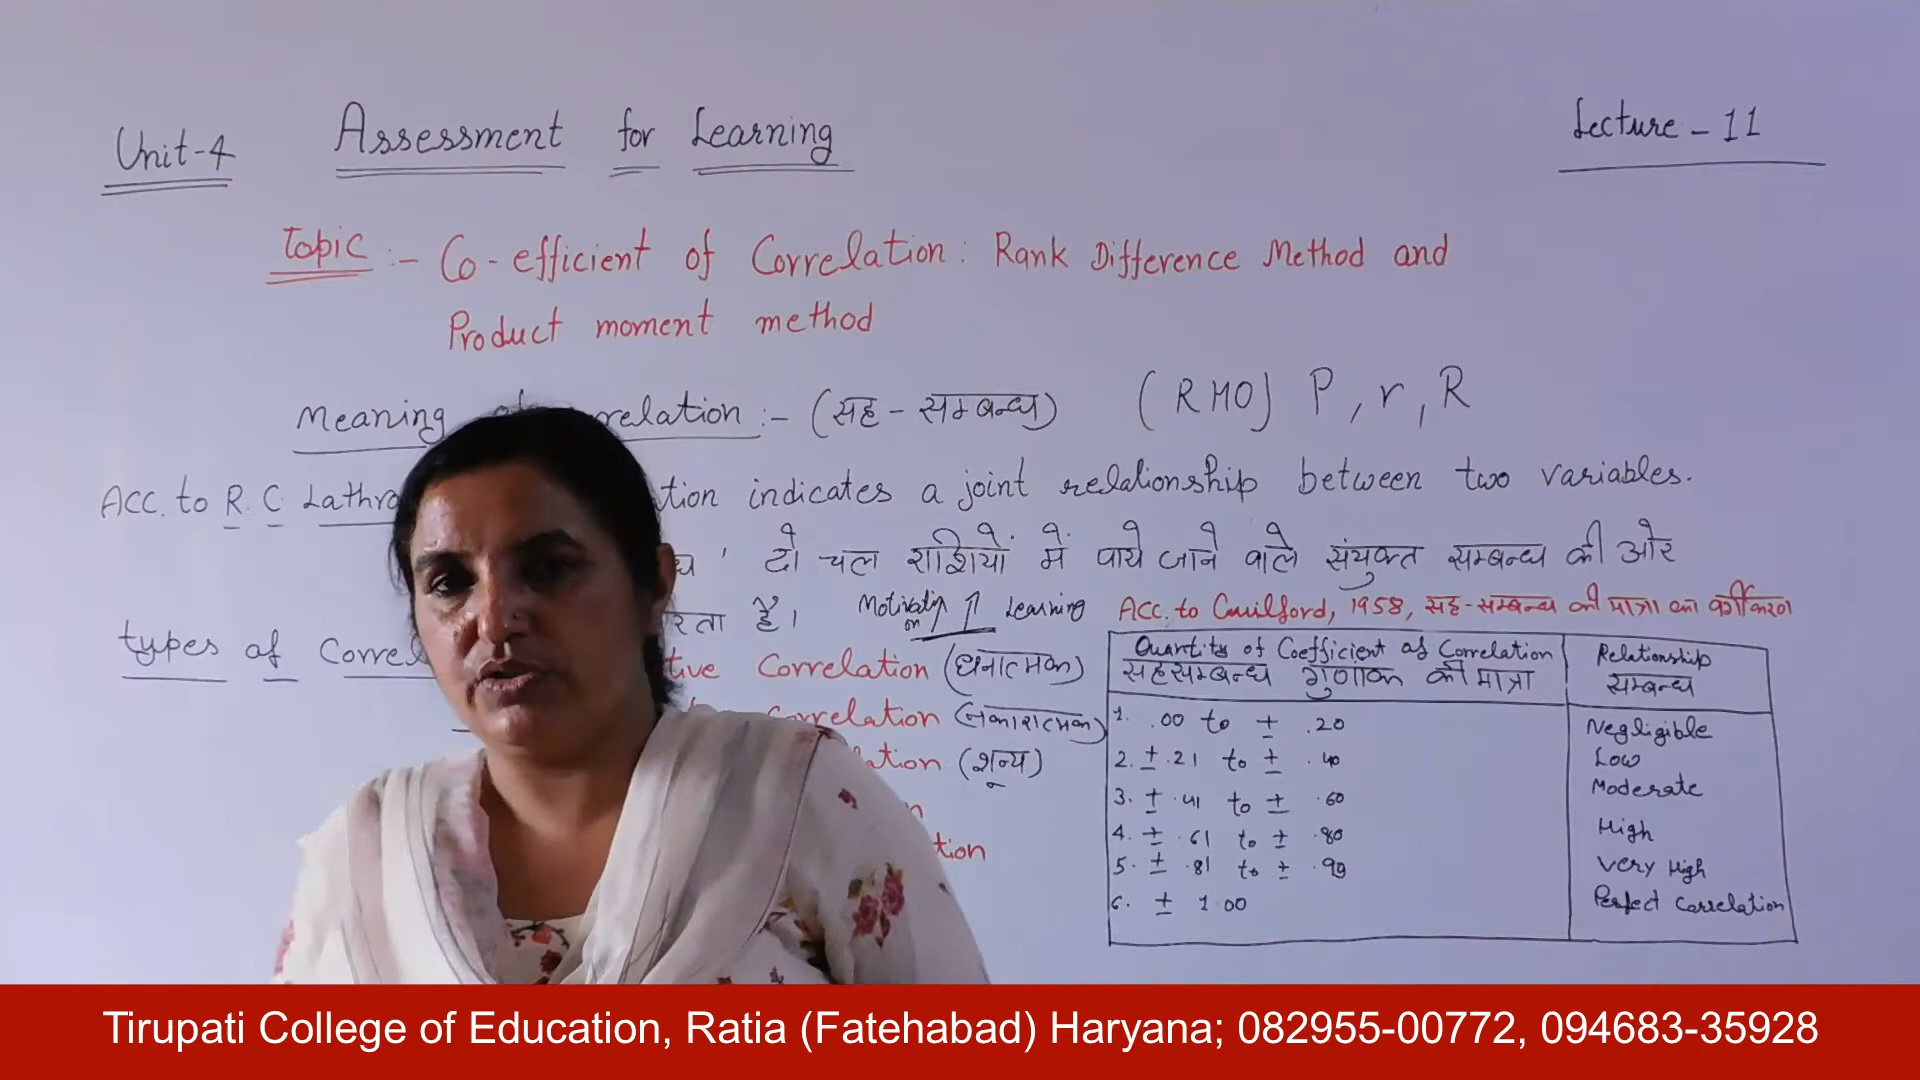 Unit-4 Assessment for Learning Lecture - 11
Topic :- Co-efficient of Correlation : Rank Difference Method and
Product moment method
Meaning relation :- (सह - सम्बन्ध) (RHO) P, r, R
Acc. to R. C Lathro tion indicates a joint relationship between two variables.
ध ' दो चल राशियों में पाये जाने वाले संयुक्त सम्बन्ध की ओर
रता है। Motivation ↑ Learning
Acc. to Guilford, 1958, सह-सम्बन्ध की मात्रा का वर्गीकरण
types of Correl tive Correlation (धनात्मक)
Correlation (नकारात्मक)
lation (शून्य)
n
tion
Quantity of Coefficient of Correlation Relationship
सहसम्बन्ध गुणांक की मात्रा सम्बन्ध
1. .00 to ± .20 Negligible
2. ± .21 to ± .40 Low
3. ± .41 to ± .60 Moderate
4. ± .61 to ± .80 High
5. ± .81 to ± .99 Very High
6. ± 1.00 Perfect Correlation
Tirupati College of Education, Ratia (Fatehabad) Haryana; 082955-00772, 094683-35928